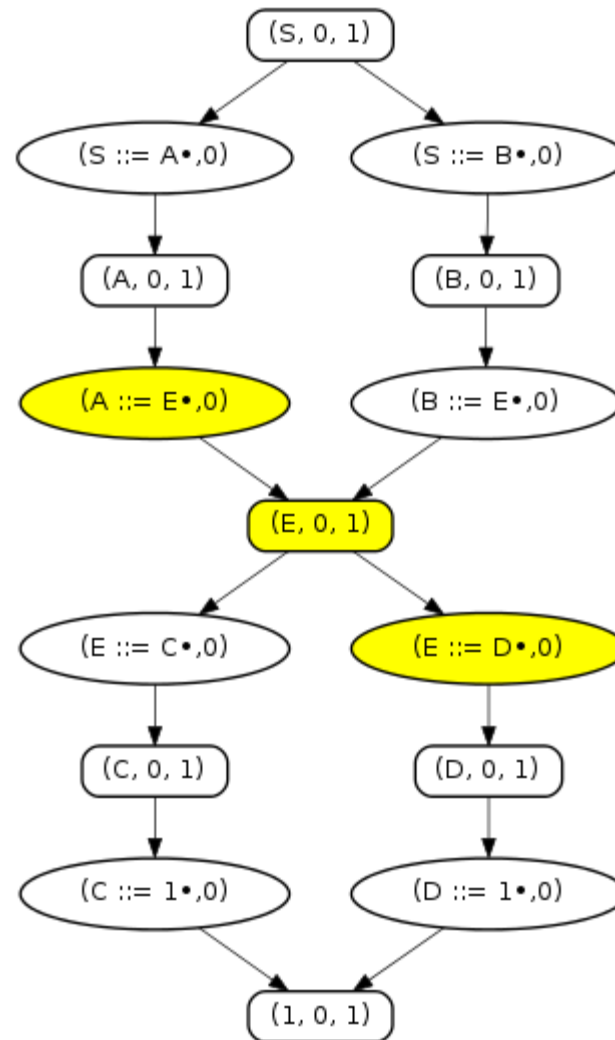 (S, 0, 1)
(S ::= A•,0)
(S ::= B•,0)
(A, 0, 1)
(B, 0, 1)
(A ::= E•,0)
(B ::= E•,0)
(E, 0, 1)
(E ::= C•,0)
(E ::= D•,0)
(C, 0, 1)
(D, 0, 1)
(C ::= 1•,0)
(D ::= 1•,0)
(1, 0, 1)